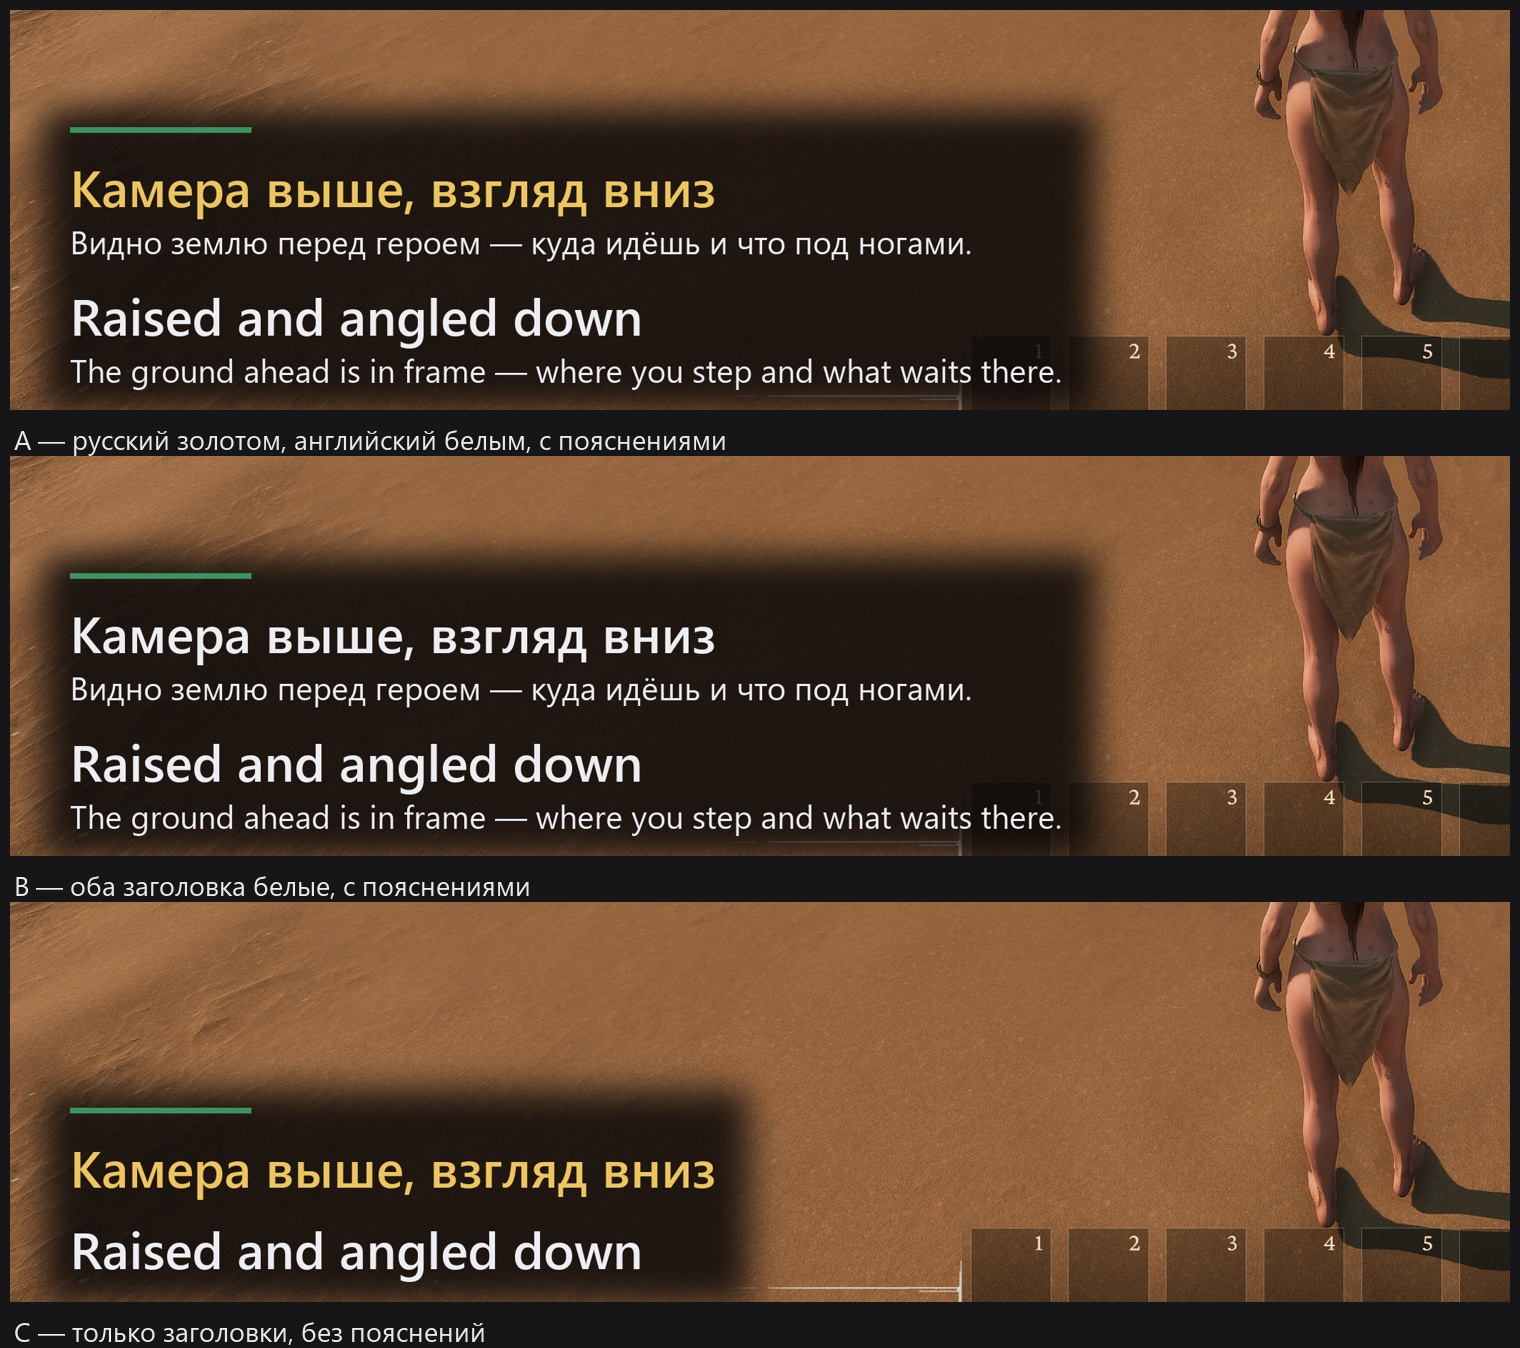 Камера выше, взгляд вниз
Видно землю перед героем — куда идёшь и что под ногами.
Raised and angled down
The ground ahead is in frame — where you step and what waits there.
1 2 3 4 5
A — русский золотом, английский белым, с пояснениями
Камера выше, взгляд вниз
Видно землю перед героем — куда идёшь и что под ногами.
Raised and angled down
The ground ahead is in frame — where you step and what waits there.
1 2 3 4 5
B — оба заголовка белые, с пояснениями
Камера выше, взгляд вниз
Raised and angled down
1 2 3 4 5
C — только заголовки, без пояснений